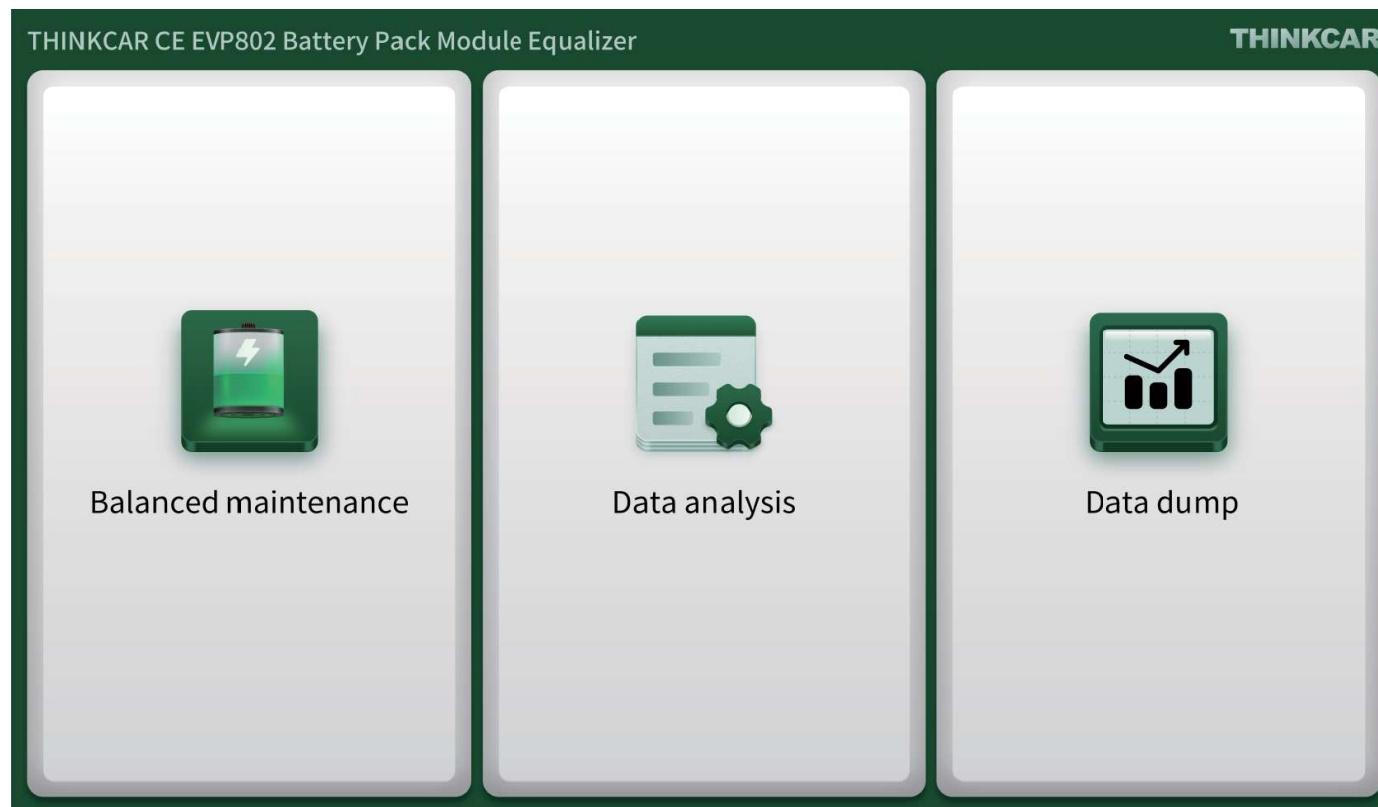 THINKCAR CE EVP802 Battery Pack Module Equalizer
THINKCAR
Balanced maintenance
Data analysis
Data dump